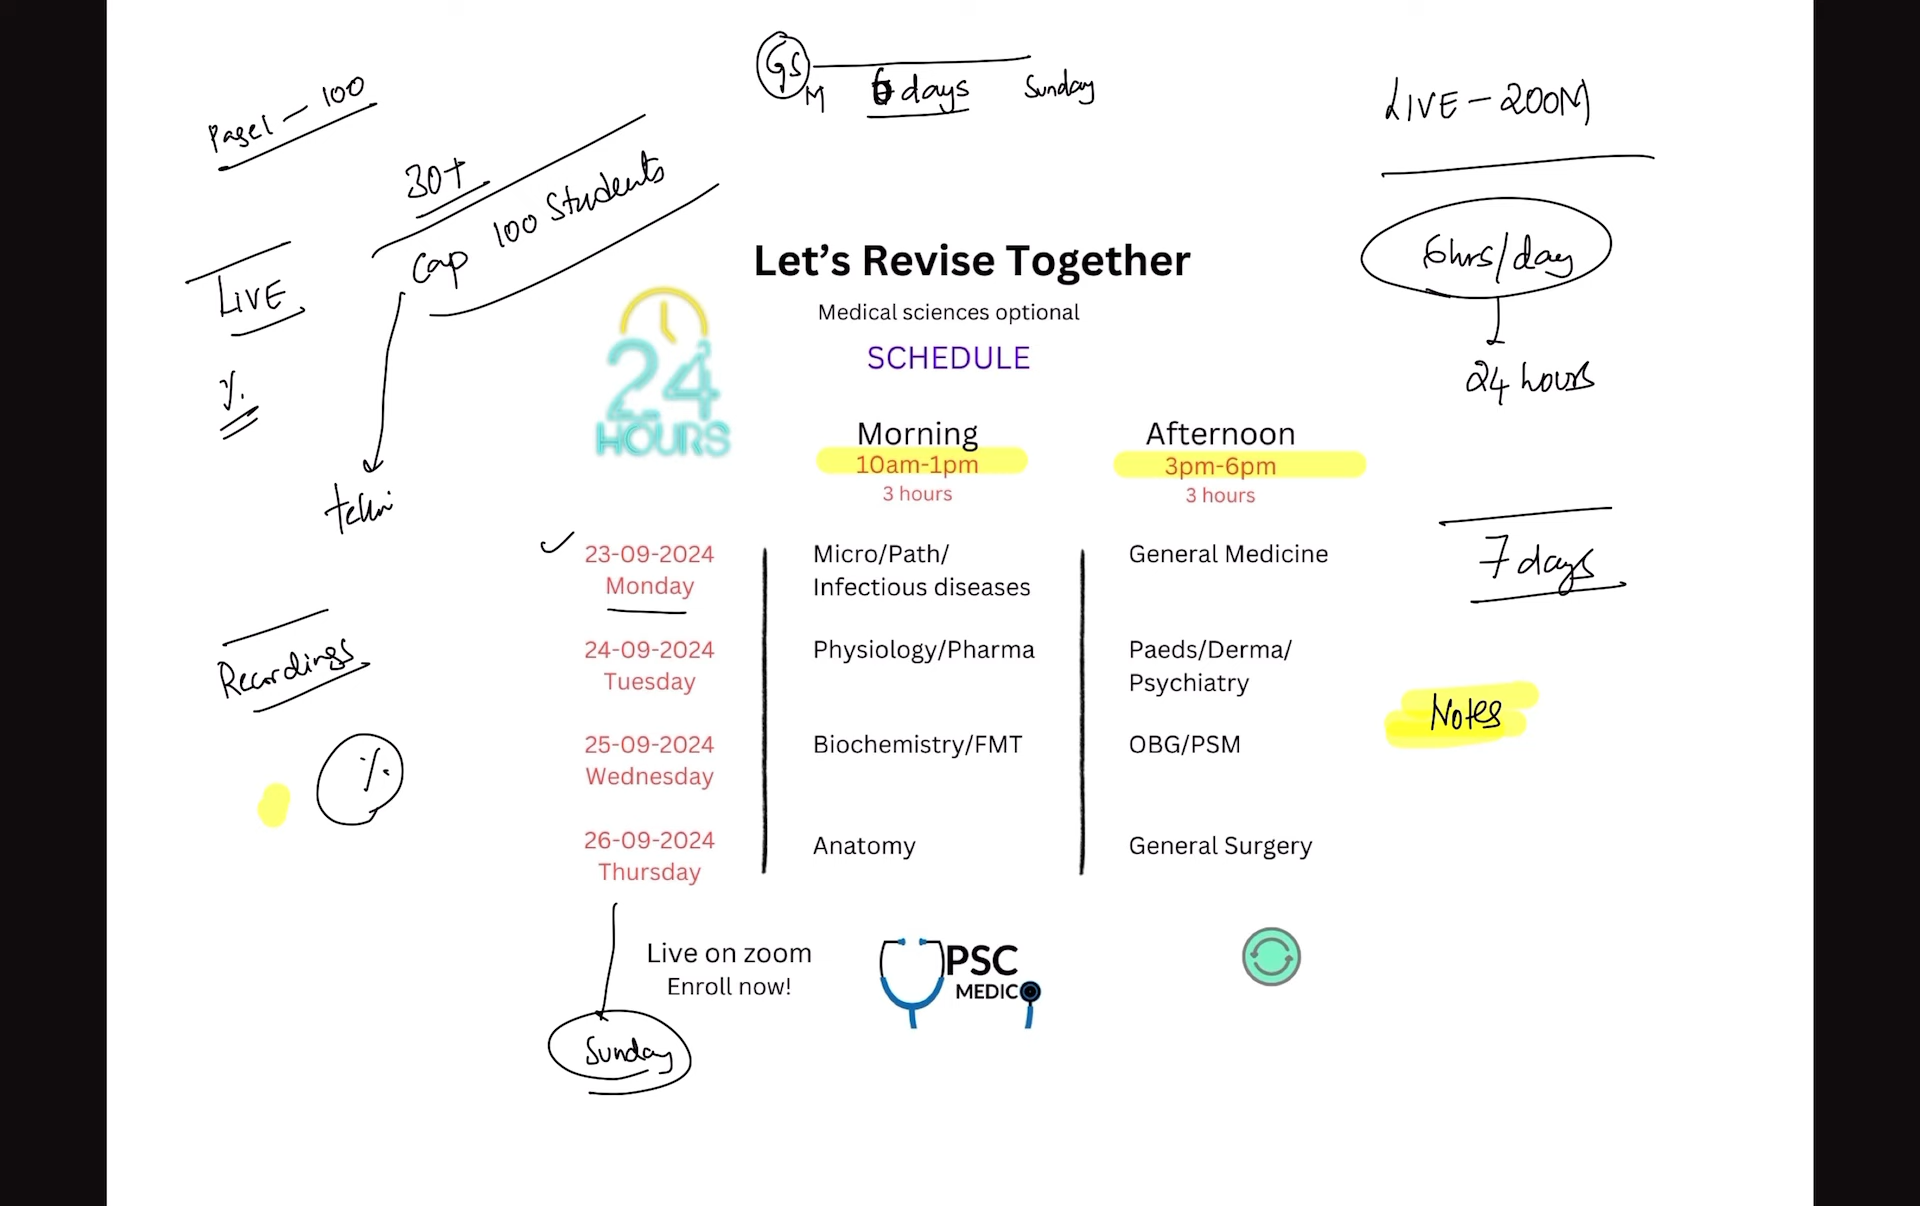 GS
M 6 days Sunday
Page 1 - 100
LIVE - 200M
30+
Cap 100 Students
6hrs/day
24 hours
LIVE
%
Let's Revise Together
Medical sciences optional
SCHEDULE
24
HOURS
Morning Afternoon
10am-1pm 3pm-6pm
3 hours 3 hours
23-09-2024 Micro/Path/ General Medicine
Monday Infectious diseases
7 days
24-09-2024 Physiology/Pharma Paeds/Derma/
Tuesday Psychiatry
Recordings
Notes
25-09-2024 Biochemistry/FMT OBG/PSM
Wednesday
%
26-09-2024 Anatomy General Surgery
Thursday
Live on zoom
Enroll now!
UPSC
MEDICO
Sunday